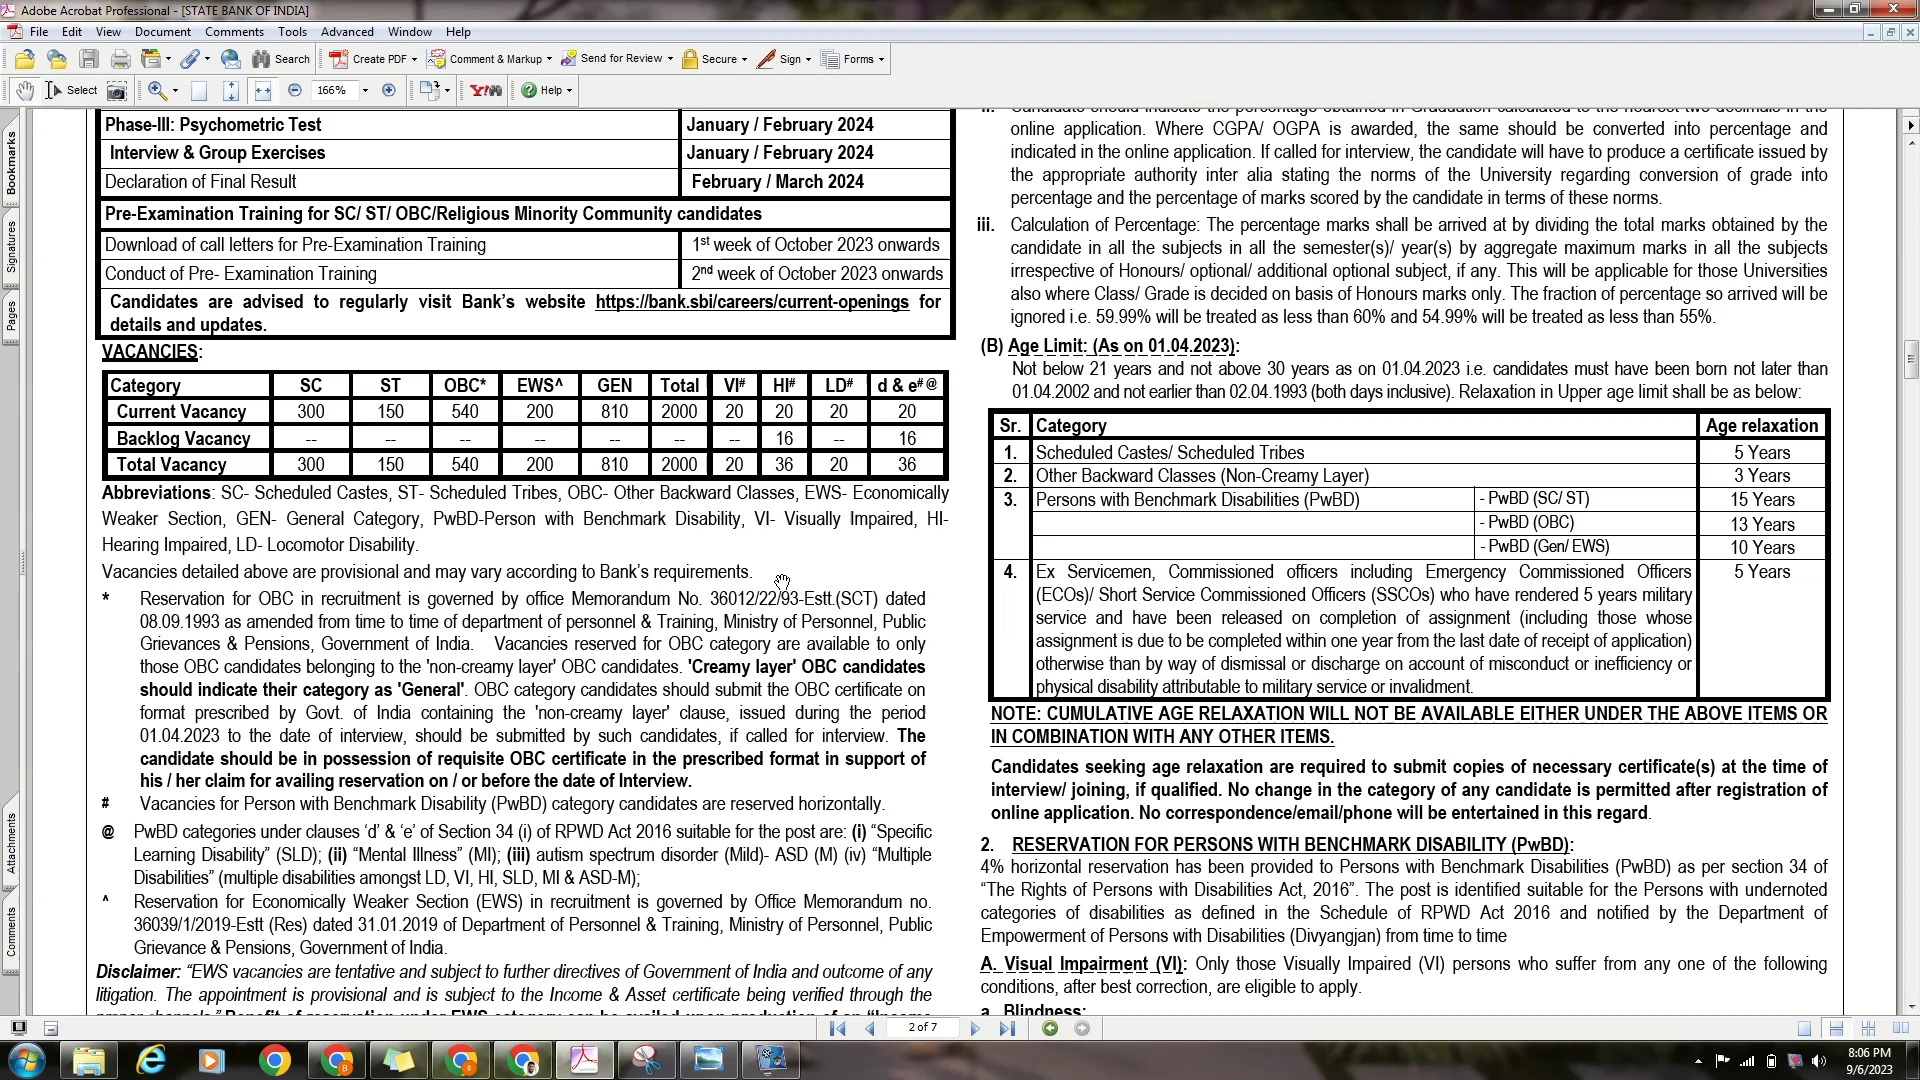 Adobe Acrobat Professional - [STATE BANK OF INDIA]
File Edit View Document Comments Tools Advanced Window Help
Search Create PDF Comment & Markup Send for Review Secure Sign Forms
Select 166% Y! Help
Bookmarks
Signatures
Pages
Attachments
Comments
Phase-III: Psychometric Test January / February 2024
Interview & Group Exercises January / February 2024
Declaration of Final Result February / March 2024
Pre-Examination Training for SC/ ST/ OBC/Religious Minority Community candidates
Download of call letters for Pre-Examination Training 1st week of October 2023 onwards
Conduct of Pre- Examination Training 2nd week of October 2023 onwards
Candidates are advised to regularly visit Bank's website https://bank.sbi/careers/current-openings for
details and updates.
VACANCIES:
Category SC ST OBC* EWS^ GEN Total VI# HI# LD# d & e#@
Current Vacancy 300 150 540 200 810 2000 20 20 20 20
Backlog Vacancy -- -- -- -- -- -- -- 16 -- 16
Total Vacancy 300 150 540 200 810 2000 20 36 20 36
Abbreviations: SC- Scheduled Castes, ST- Scheduled Tribes, OBC- Other Backward Classes, EWS- Economically
Weaker Section, GEN- General Category, PwBD-Person with Benchmark Disability, VI- Visually Impaired, HI-
Hearing Impaired, LD- Locomotor Disability.
Vacancies detailed above are provisional and may vary according to Bank's requirements.
* Reservation for OBC in recruitment is governed by office Memorandum No. 36012/22/93-Estt.(SCT) dated
08.09.1993 as amended from time to time of department of personnel & Training, Ministry of Personnel, Public
Grievances & Pensions, Government of India. Vacancies reserved for OBC category are available to only
those OBC candidates belonging to the 'non-creamy layer' OBC candidates. 'Creamy layer' OBC candidates
should indicate their category as 'General'. OBC category candidates should submit the OBC certificate on
format prescribed by Govt. of India containing the 'non-creamy layer' clause, issued during the period
01.04.2023 to the date of interview, should be submitted by such candidates, if called for interview. The
candidate should be in possession of requisite OBC certificate in the prescribed format in support of
his / her claim for availing reservation on / or before the date of Interview.
# Vacancies for Person with Benchmark Disability (PwBD) category candidates are reserved horizontally.
@ PwBD categories under clauses 'd' & 'e' of Section 34 (i) of RPWD Act 2016 suitable for the post are: (i) "Specific
Learning Disability" (SLD); (ii) "Mental Illness" (MI); (iii) autism spectrum disorder (Mild)- ASD (M) (iv) "Multiple
Disabilities" (multiple disabilities amongst LD, VI, HI, SLD, MI & ASD-M);
^ Reservation for Economically Weaker Section (EWS) in recruitment is governed by Office Memorandum no.
36039/1/2019-Estt (Res) dated 31.01.2019 of Department of Personnel & Training, Ministry of Personnel, Public
Grievance & Pensions, Government of India.
Disclaimer: "EWS vacancies are tentative and subject to further directives of Government of India and outcome of any
litigation. The appointment is provisional and is subject to the Income & Asset certificate being verified through the
proper channels." Benefit of reservation under EWS category can be availed upon production of an "Income
ii. Candidate should indicate the percentage obtained in Graduation calculated to the nearest two decimals in the
online application. Where CGPA/ OGPA is awarded, the same should be converted into percentage and
indicated in the online application. If called for interview, the candidate will have to produce a certificate issued by
the appropriate authority inter alia stating the norms of the University regarding conversion of grade into
percentage and the percentage of marks scored by the candidate in terms of these norms.
iii. Calculation of Percentage: The percentage marks shall be arrived at by dividing the total marks obtained by the
candidate in all the subjects in all the semester(s)/ year(s) by aggregate maximum marks in all the subjects
irrespective of Honours/ optional/ additional optional subject, if any. This will be applicable for those Universities
also where Class/ Grade is decided on basis of Honours marks only. The fraction of percentage so arrived will be
ignored i.e. 59.99% will be treated as less than 60% and 54.99% will be treated as less than 55%.
(B) Age Limit: (As on 01.04.2023):
Not below 21 years and not above 30 years as on 01.04.2023 i.e. candidates must have been born not later than
01.04.2002 and not earlier than 02.04.1993 (both days inclusive). Relaxation in Upper age limit shall be as below:
Sr. Category Age relaxation
1. Scheduled Castes/ Scheduled Tribes 5 Years
2. Other Backward Classes (Non-Creamy Layer) 3 Years
3. Persons with Benchmark Disabilities (PwBD) - PwBD (SC/ ST) 15 Years
- PwBD (OBC) 13 Years
- PwBD (Gen/ EWS) 10 Years
4. Ex Servicemen, Commissioned officers including Emergency Commissioned Officers 5 Years
(ECOs)/ Short Service Commissioned Officers (SSCOs) who have rendered 5 years military
service and have been released on completion of assignment (including those whose
assignment is due to be completed within one year from the last date of receipt of application)
otherwise than by way of dismissal or discharge on account of misconduct or inefficiency or
physical disability attributable to military service or invalidment.
NOTE: CUMULATIVE AGE RELAXATION WILL NOT BE AVAILABLE EITHER UNDER THE ABOVE ITEMS OR
IN COMBINATION WITH ANY OTHER ITEMS.
Candidates seeking age relaxation are required to submit copies of necessary certificate(s) at the time of
interview/ joining, if qualified. No change in the category of any candidate is permitted after registration of
online application. No correspondence/email/phone will be entertained in this regard.
2. RESERVATION FOR PERSONS WITH BENCHMARK DISABILITY (PwBD):
4% horizontal reservation has been provided to Persons with Benchmark Disabilities (PwBD) as per section 34 of
"The Rights of Persons with Disabilities Act, 2016". The post is identified suitable for the Persons with undernoted
categories of disabilities as defined in the Schedule of RPWD Act 2016 and notified by the Department of
Empowerment of Persons with Disabilities (Divyangjan) from time to time
A. Visual Impairment (VI): Only those Visually Impaired (VI) persons who suffer from any one of the following
conditions, after best correction, are eligible to apply.
a. Blindness:
2 of 7
8:06 PM
9/6/2023